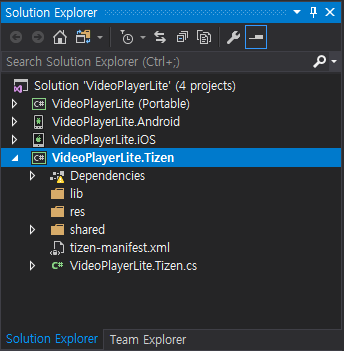 Solution Explorer
Search Solution Explorer (Ctrl+;)
Solution 'VideoPlayerLite' (4 projects)
C# VideoPlayerLite (Portable)
VideoPlayerLite.Android
VideoPlayerLite.iOS
C# VideoPlayerLite.Tizen
Dependencies
lib
res
shared
tizen-manifest.xml
C# VideoPlayerLite.Tizen.cs
Solution Explorer Team Explorer